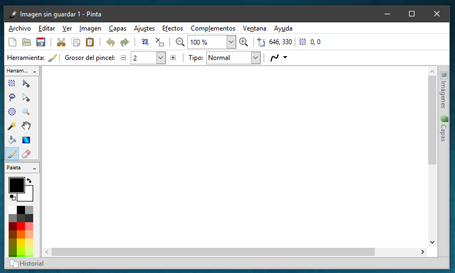 Imagen sin guardar 1 - Pinta
Archivo Editar Ver Imagen Capas Ajustes Efectos Complementos Ventana Ayuda
100 % 646, 330 0, 0
Herramienta: Grosor del pincel: 2 Tipo: Normal
Herram...
Paleta
Imágenes
Capas
Historial